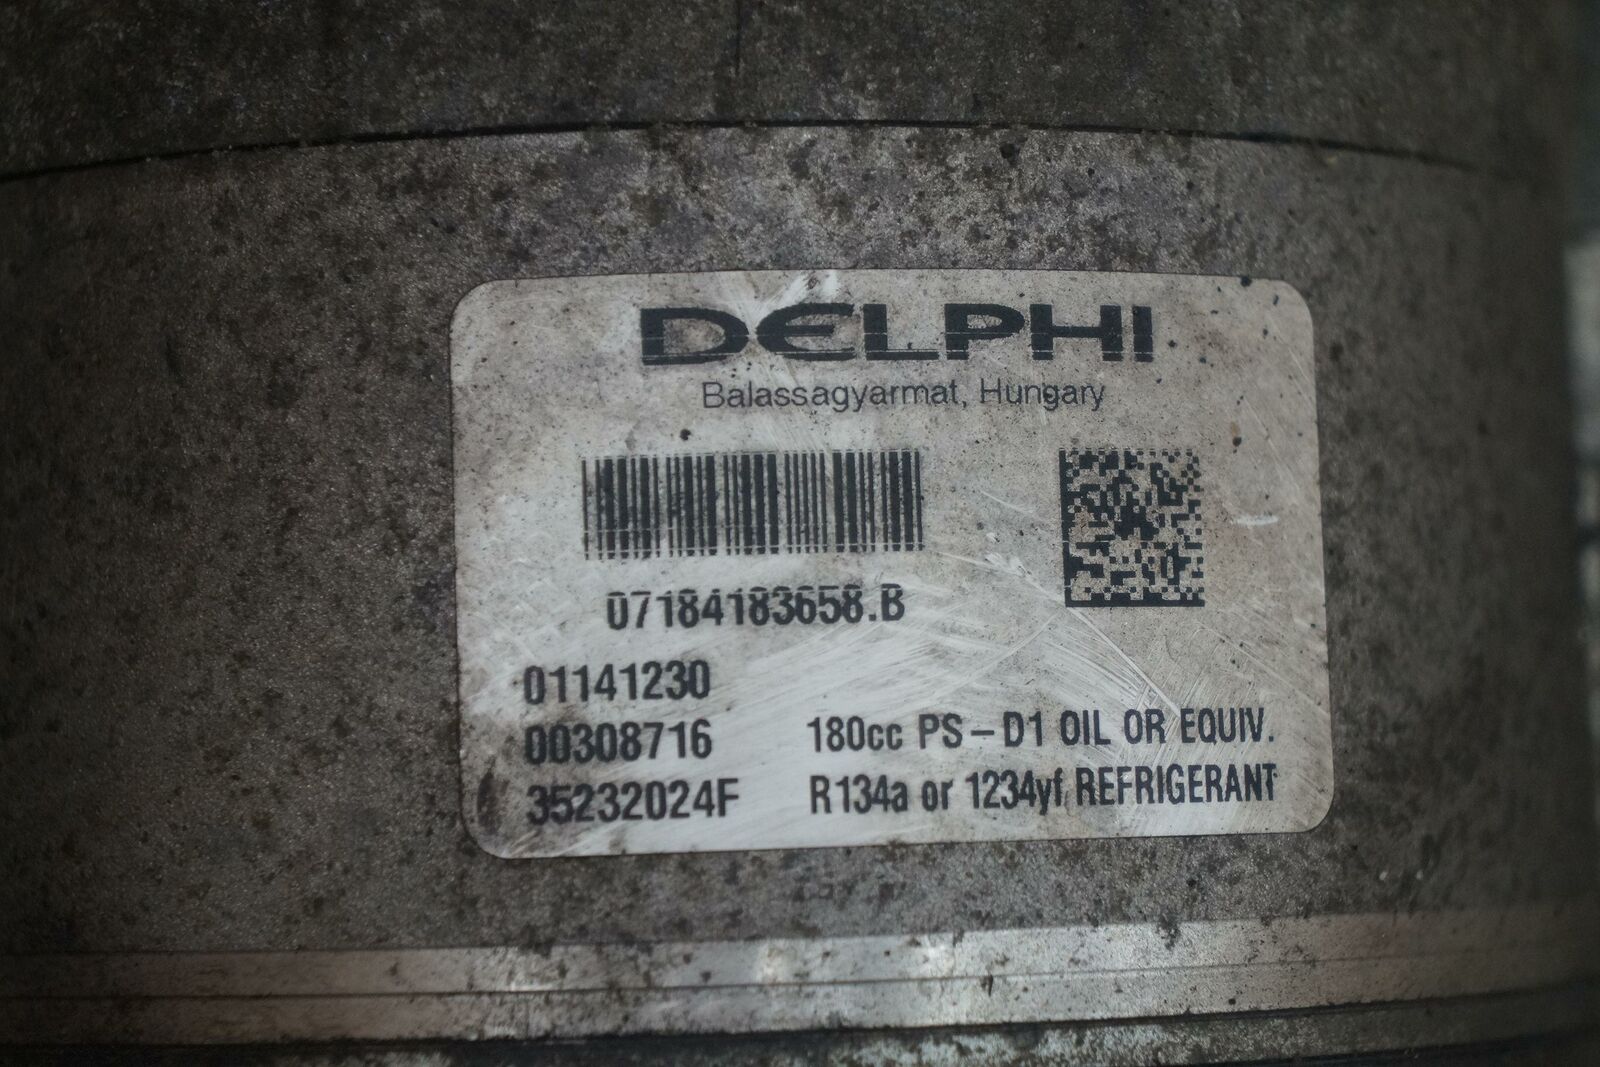 DELPHI
Balassagyarmat, Hungary
07184183658.B
01141230
00308716 180cc PS-D1 OIL OR EQUIV.
35232024F R134a or 1234yf REFRIGERANT